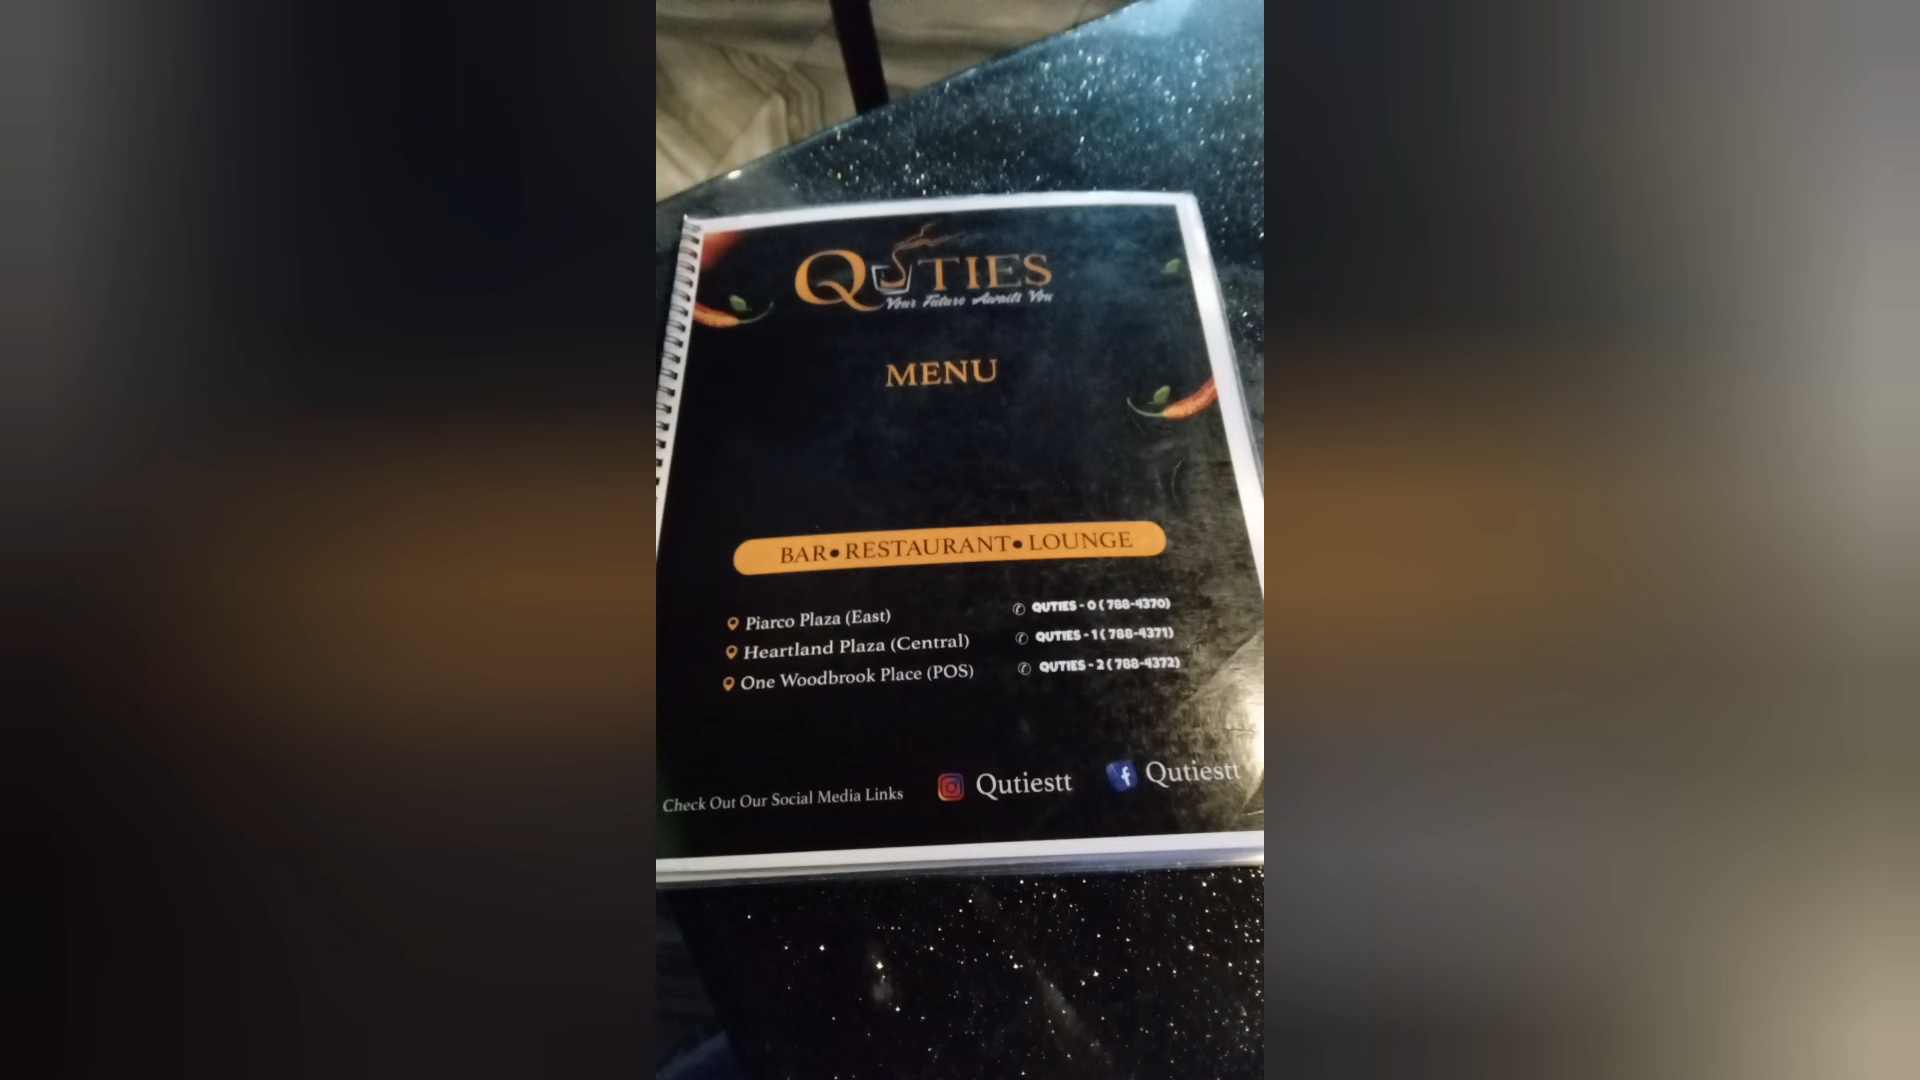 QUTIES
Your Future Awaits You
MENU
BAR • RESTAURANT • LOUNGE
Piarco Plaza (East)
QUTIES - 0 ( 788-4370)
Heartland Plaza (Central)
QUTIES - 1 ( 788-4371)
One Woodbrook Place (POS)
QUTIES - 2 ( 788-4372)
Check Out Our Social Media Links
Qutiestt
Qutiestt